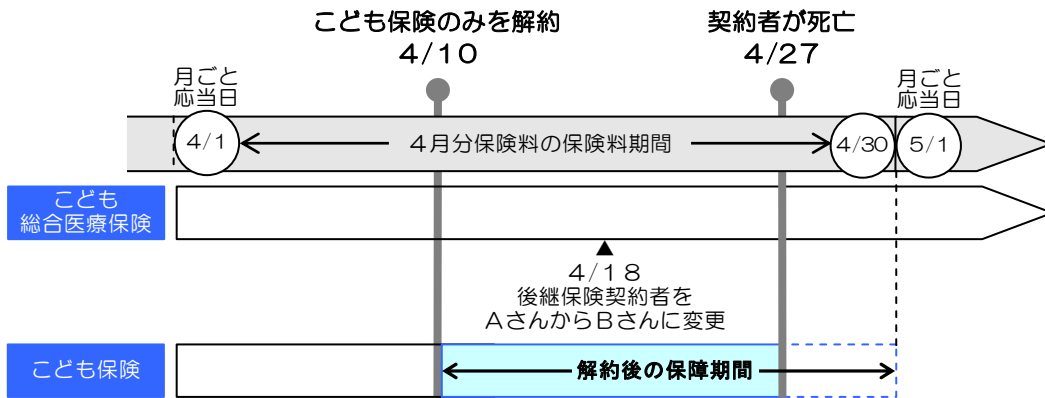 こども保険のみを解約
４/１０
契約者が死亡
４/２７
月ごと
応当日
月ごと
応当日
４/１
４月分保険料の保険料期間
４/３０
５/１
こども
総合医療保険
▲
４/１８
後継保険契約者を
ＡさんからＢさんに変更
こども保険
解約後の保障期間